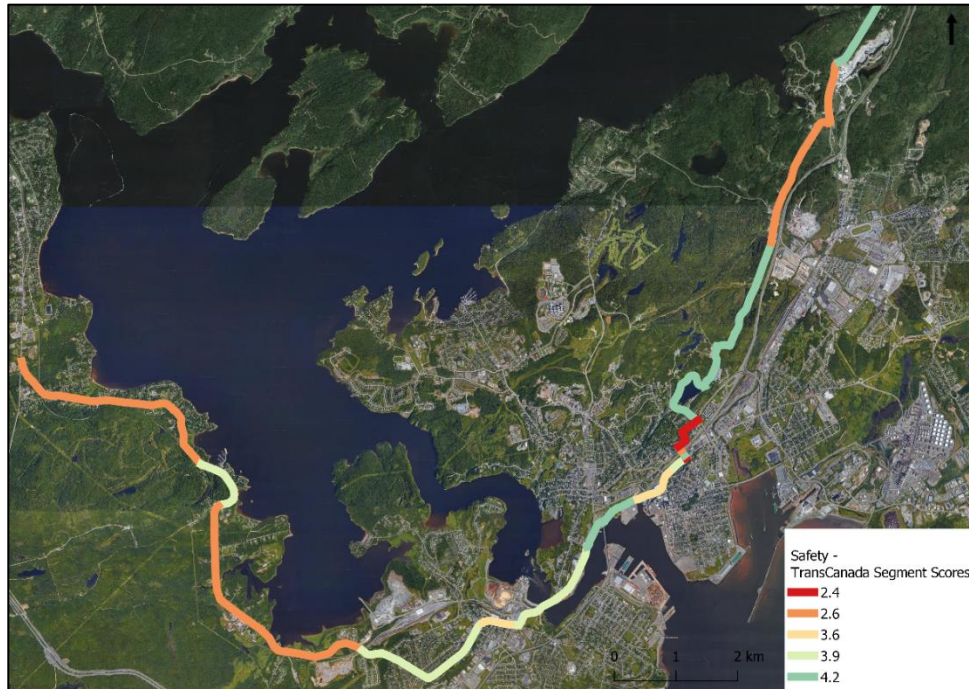 Safety -
TransCanada Segment Scores
2.4
2.6
3.6
3.9
4.2
0 1 2 km